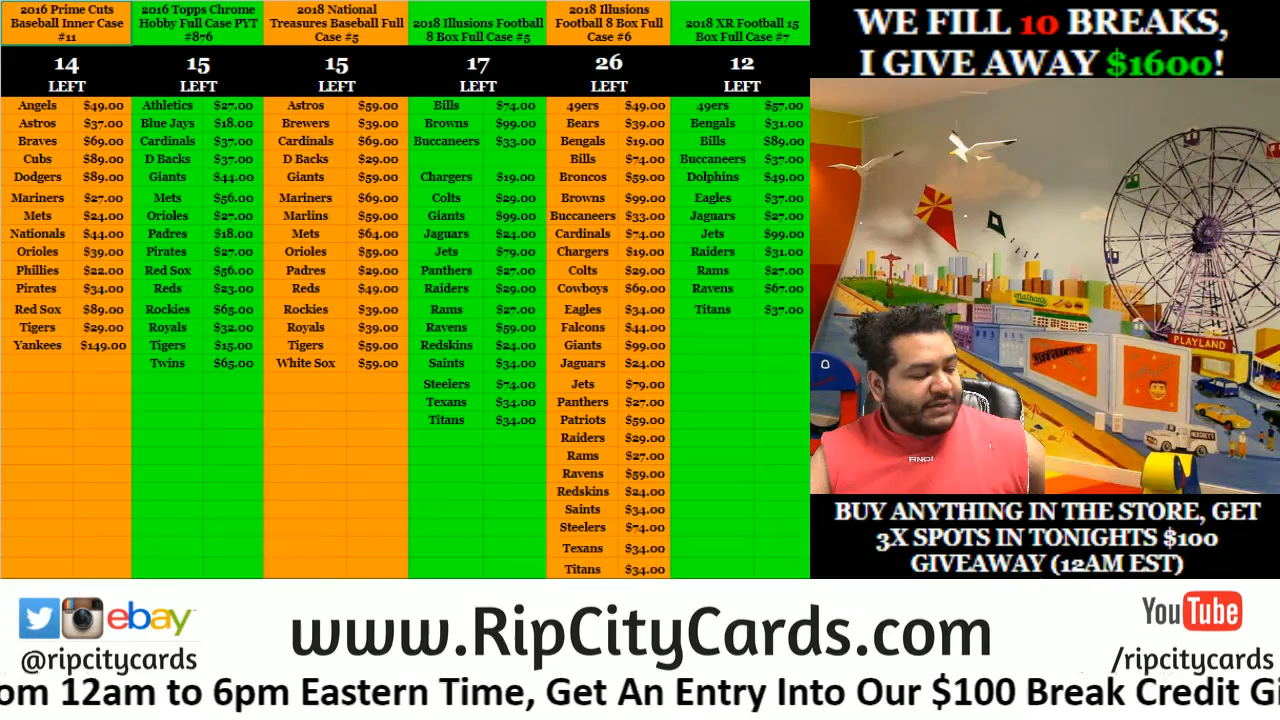 2016 Prime Cuts
Baseball Inner Case
#11
14
LEFT
Angels $49.00
Astros $37.00
Braves $69.00
Cubs $89.00
Dodgers $89.00
Mariners $27.00
Mets $24.00
Nationals $44.00
Orioles $39.00
Phillies $22.00
Pirates $34.00
Red Sox $89.00
Tigers $29.00
Yankees $149.00
2016 Topps Chrome
Hobby Full Case PYT
#876
15
LEFT
Athletics $27.00
Blue Jays $18.00
Cardinals $37.00
D Backs $37.00
Giants $44.00
Mets $56.00
Orioles $27.00
Padres $18.00
Pirates $27.00
Red Sox $56.00
Reds $23.00
Rockies $65.00
Royals $32.00
Tigers $15.00
Twins $65.00
2018 National
Treasures Baseball Full
Case #5
15
LEFT
Astros $59.00
Brewers $39.00
Cardinals $69.00
D Backs $29.00
Giants $59.00
Mariners $69.00
Marlins $59.00
Mets $64.00
Orioles $59.00
Padres $29.00
Reds $49.00
Rockies $39.00
Royals $39.00
Tigers $59.00
White Sox $59.00
2018 Illusions Football
8 Box Full Case #5
17
LEFT
Bills $74.00
Browns $99.00
Buccaneers $33.00
Chargers $19.00
Colts $29.00
Giants $99.00
Jaguars $24.00
Jets $79.00
Panthers $27.00
Raiders $29.00
Rams $27.00
Ravens $59.00
Redskins $24.00
Saints $34.00
Steelers $74.00
Texans $34.00
Titans $34.00
2018 Illusions
Football 8 Box Full
Case #6
26
LEFT
49ers $49.00
Bears $39.00
Bengals $19.00
Bills $74.00
Broncos $59.00
Browns $99.00
Buccaneers $33.00
Cardinals $74.00
Chargers $19.00
Colts $29.00
Cowboys $69.00
Eagles $34.00
Falcons $44.00
Giants $99.00
Jaguars $24.00
Jets $79.00
Panthers $27.00
Patriots $59.00
Raiders $29.00
Rams $27.00
Ravens $59.00
Redskins $24.00
Saints $34.00
Steelers $74.00
Texans $34.00
Titans $34.00
2018 XR Football 15
Box Full Case #7
12
LEFT
49ers $57.00
Bengals $31.00
Bills $89.00
Buccaneers $37.00
Dolphins $49.00
Eagles $37.00
Jaguars $27.00
Jets $99.00
Raiders $31.00
Rams $27.00
Ravens $67.00
Titans $37.00
WE FILL 10 BREAKS,
I GIVE AWAY $1600!
nathan's
PLAYLAND
AND1
BUY ANYTHING IN THE STORE, GET
3X SPOTS IN TONIGHTS $100
GIVEAWAY (12AM EST)
ebay
@ripcitycards
www.RipCityCards.com
YouTube
/ripcitycards
om 12am to 6pm Eastern Time, Get An Entry Into Our $100 Break Credit Gi